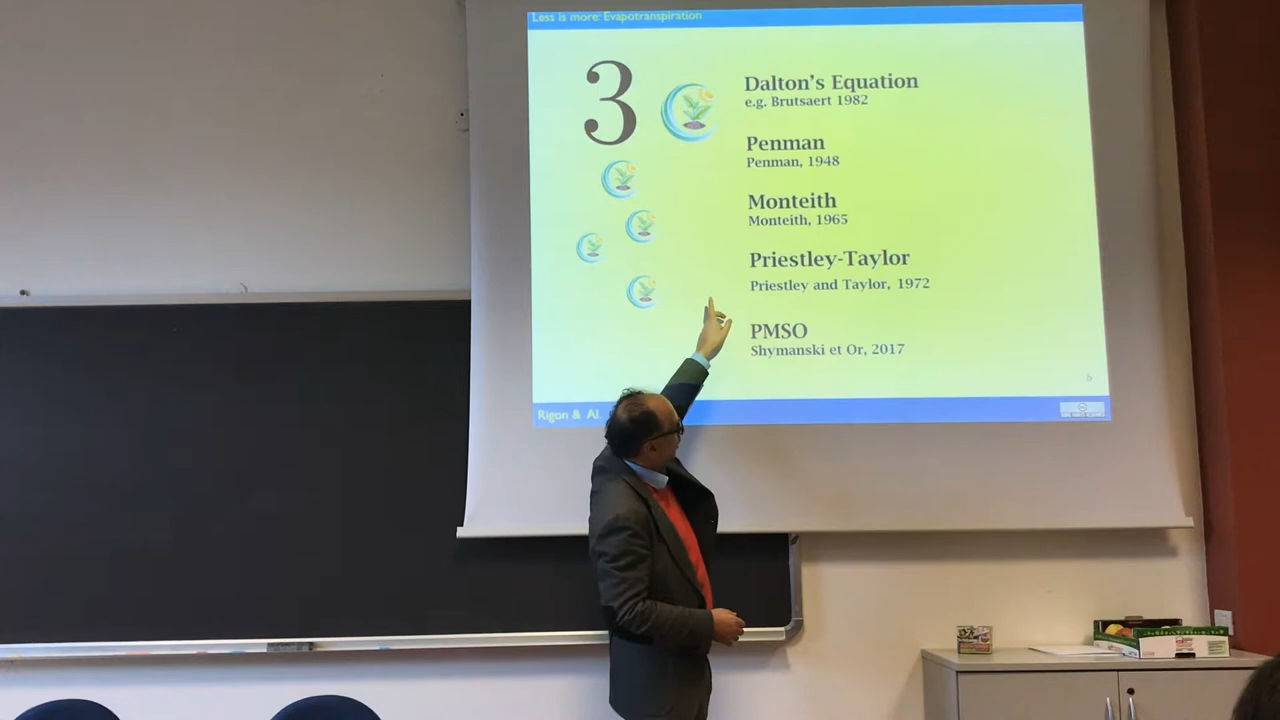 Less is more: Evapotranspiration
3
Dalton's Equation
e.g. Brutsaert 1982
Penman
Penman, 1948
Monteith
Monteith, 1965
Priestley-Taylor
Priestley and Taylor, 1972
PMSO
Shymanski et Or, 2017
6
Rigon & Al.